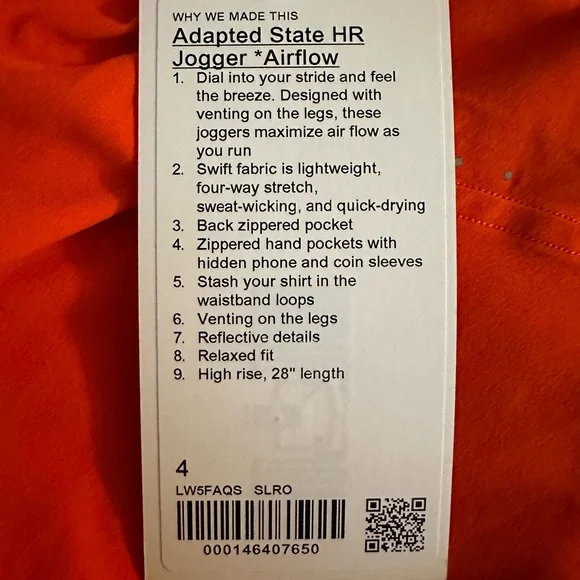 WHY WE MADE THIS
Adapted State HR
Jogger *Airflow
1. Dial into your stride and feel
the breeze. Designed with
venting on the legs, these
joggers maximize air flow as
you run
2. Swift fabric is lightweight,
four-way stretch,
sweat-wicking, and quick-drying
3. Back zippered pocket
4. Zippered hand pockets with
hidden phone and coin sleeves
5. Stash your shirt in the
waistband loops
6. Venting on the legs
7. Reflective details
8. Relaxed fit
9. High rise, 28" length
4
LW5FAQS SLRO
000146407650